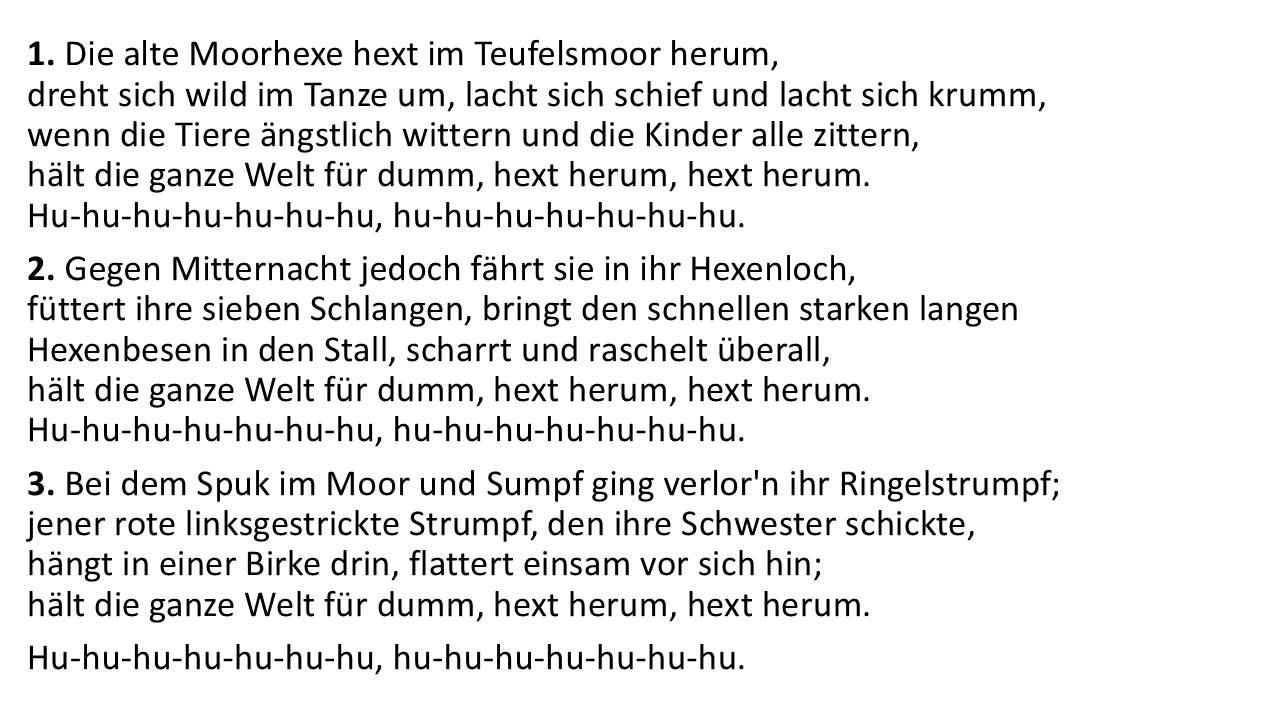 1. Die alte Moorhexe hext im Teufelsmoor herum,
dreht sich wild im Tanze um, lacht sich schief und lacht sich krumm,
wenn die Tiere ängstlich wittern und die Kinder alle zittern,
hält die ganze Welt für dumm, hext herum, hext herum.
Hu-hu-hu-hu-hu-hu-hu, hu-hu-hu-hu-hu-hu-hu.
2. Gegen Mitternacht jedoch fährt sie in ihr Hexenloch,
füttert ihre sieben Schlangen, bringt den schnellen starken langen
Hexenbesen in den Stall, scharrt und raschelt überall,
hält die ganze Welt für dumm, hext herum, hext herum.
Hu-hu-hu-hu-hu-hu-hu, hu-hu-hu-hu-hu-hu-hu.
3. Bei dem Spuk im Moor und Sumpf ging verlor'n ihr Ringelstrumpf;
jener rote linksgestrickte Strumpf, den ihre Schwester schickte,
hängt in einer Birke drin, flattert einsam vor sich hin;
hält die ganze Welt für dumm, hext herum, hext herum.
Hu-hu-hu-hu-hu-hu-hu, hu-hu-hu-hu-hu-hu-hu.